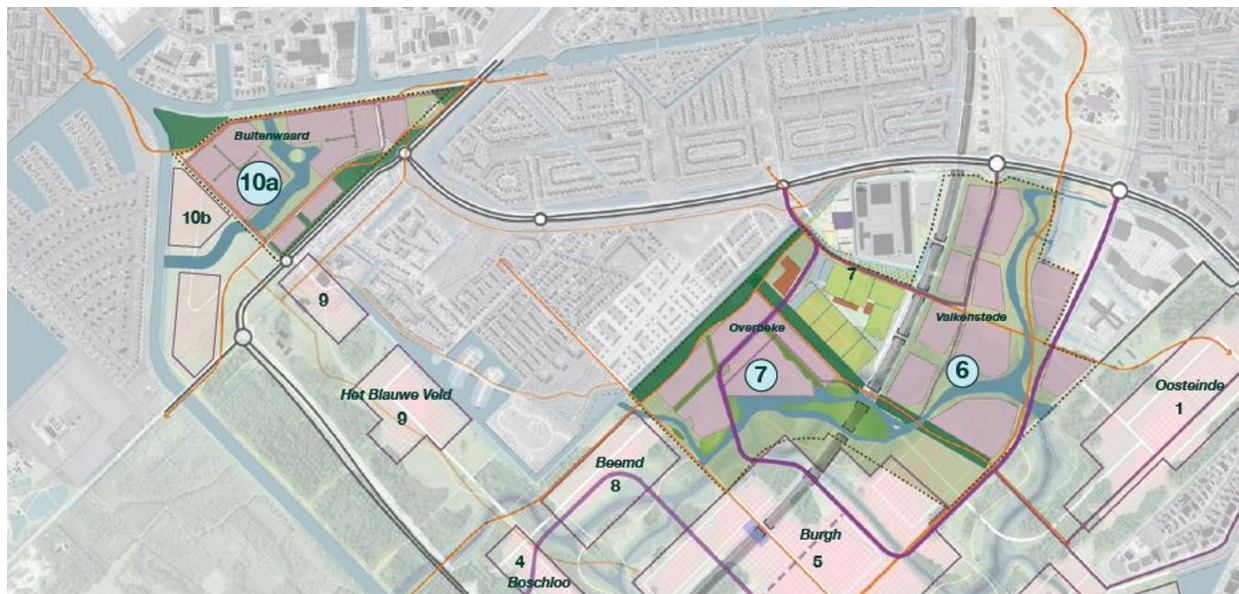 Buitenwaard
10a
10b
9
Het Blauwe Veld
9
7
Overbeke
7
Valkenstede
6
Oosteinde
1
Beemd
8
Burgh
5
4
Boschloo